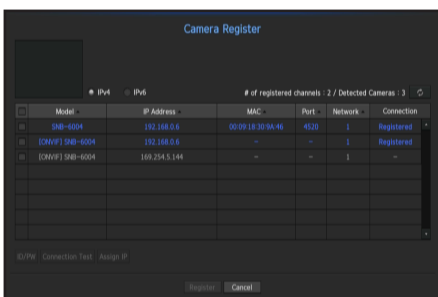 Camera Register
IPv4 IPv6 # of registered channels : 2 / Detected Cameras : 3
Model IP Address MAC Port Network Connection
SNB-6004 192.168.0.6 00:09:18:30:9A:46 4520 1 Registered
[ONVIF] SNB-6004 192.168.0.6 - - 1 Registered
[ONVIF] SNB-6004 169.254.5.144 - - 1 -
ID/PW Connection Test Assign IP
Register Cancel